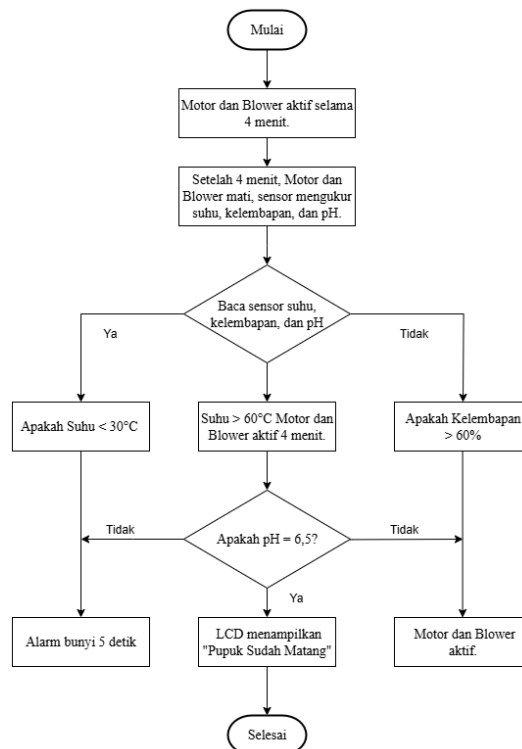 Mulai
Motor dan Blower aktif selama
4 menit.
Setelah 4 menit, Motor dan
Blower mati, sensor mengukur
suhu, kelembapan, dan pH.
Baca sensor suhu,
kelembapan, dan pH
Ya
Tidak
Apakah Suhu < 30°C
Suhu > 60°C Motor dan
Blower aktif 4 menit.
Apakah Kelembapan
> 60%
Tidak
Apakah pH = 6,5?
Tidak
Ya
Alarm bunyi 5 detik
LCD menampilkan
"Pupuk Sudah Matang"
Motor dan Blower
aktif.
Selesai